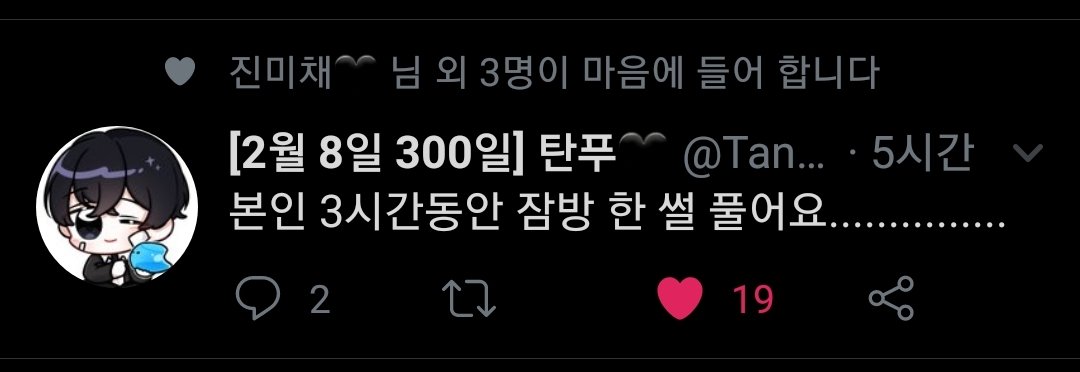 진미채🖤 님 외 3명이 마음에 들어 합니다
[2월 8일 300일] 탄푸🖤 @Tan... · 5시간
본인 3시간동안 잠방 한 썰 풀어요...............
2 19